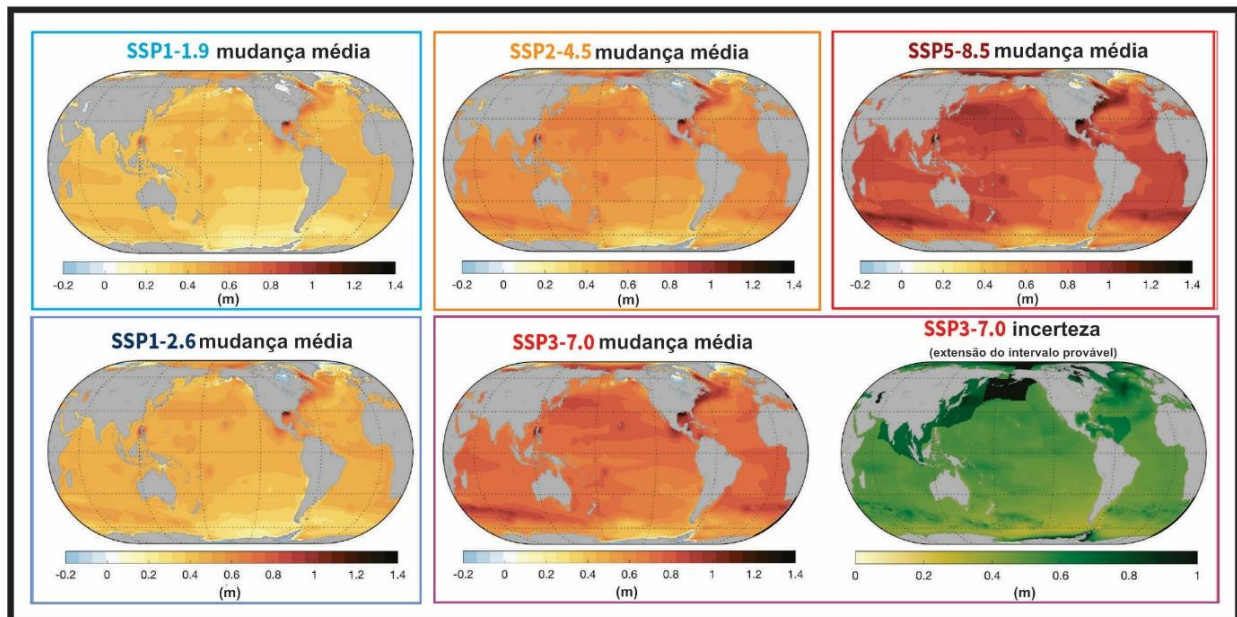 SSP1-1.9 mudança média
-0.2 0 0.2 0.4 0.6 0.8 1 1.2 1.4
(m)
SSP2-4.5 mudança média
-0.2 0 0.2 0.4 0.6 0.8 1 1.2 1.4
(m)
SSP5-8.5 mudança média
-0.2 0 0.2 0.4 0.6 0.8 1 1.2 1.4
(m)
SSP1-2.6 mudança média
-0.2 0 0.2 0.4 0.6 0.8 1 1.2 1.4
(m)
SSP3-7.0 mudança média
-0.2 0 0.2 0.4 0.6 0.8 1 1.2 1.4
(m)
SSP3-7.0 incerteza
(extensão do intervalo provável)
0 0.2 0.4 0.6 0.8 1
(m)